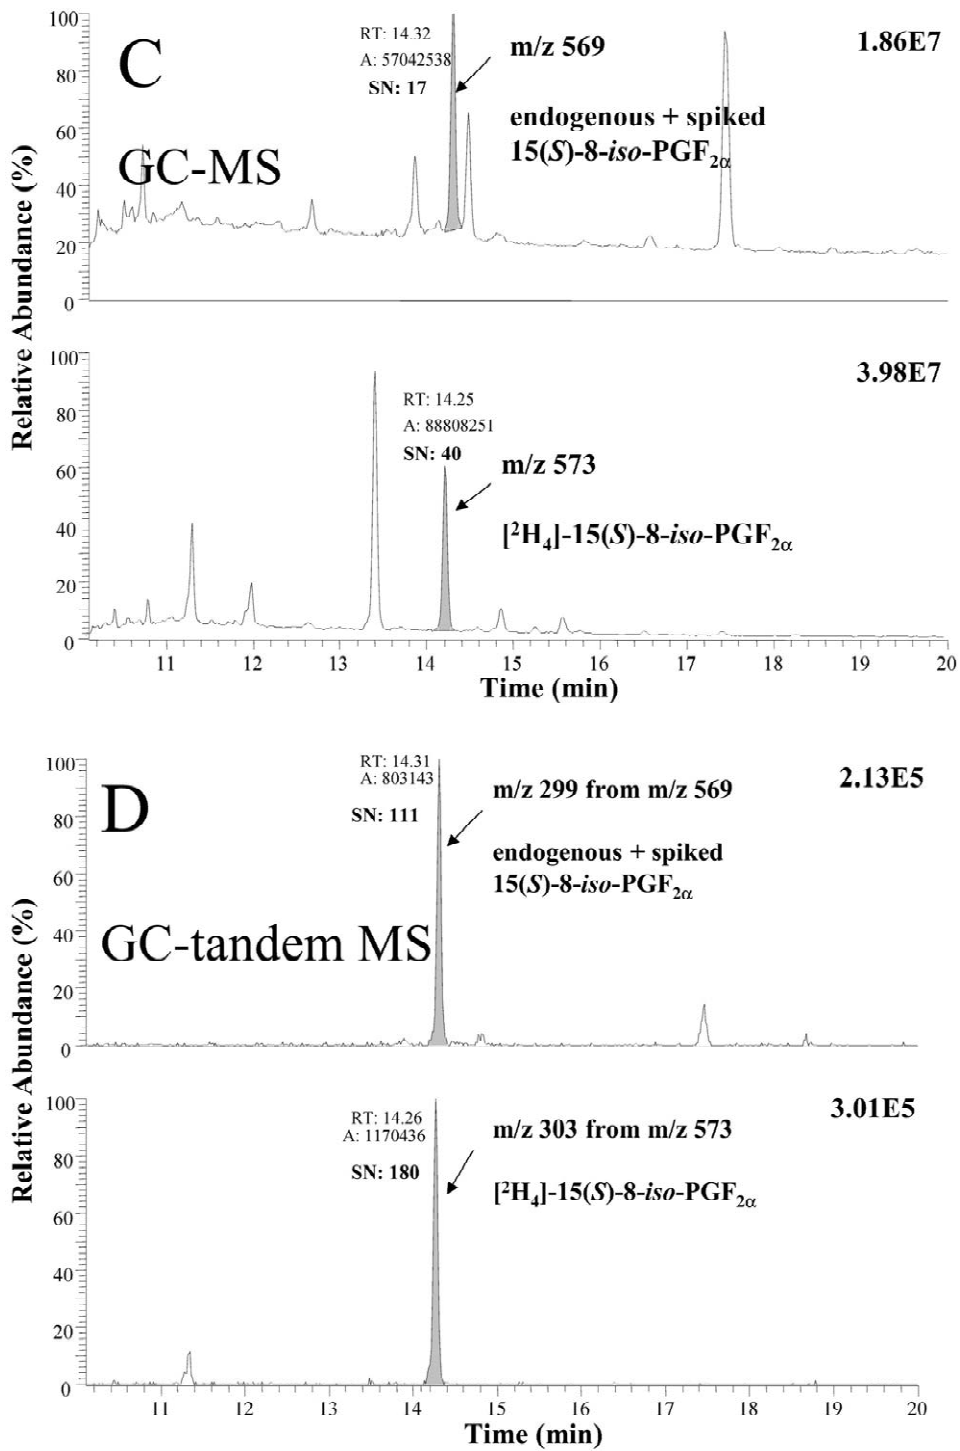 C
GC-MS
Relative Abundance (%)
100
80
60
40
20
0
RT: 14.32
A: 57042538
SN: 17
m/z 569
endogenous + spiked
15(S)-8-iso-PGF2α
1.86E7
100
80
60
40
20
0
RT: 14.25
A: 88808251
SN: 40
m/z 573
[²H₄]-15(S)-8-iso-PGF2α
3.98E7
11 12 13 14 15 16 17 18 19 20
Time (min)
D
GC-tandem MS
Relative Abundance (%)
100
80
60
40
20
0
RT: 14.31
A: 803143
SN: 111
m/z 299 from m/z 569
endogenous + spiked
15(S)-8-iso-PGF2α
2.13E5
100
80
60
40
20
0
RT: 14.26
A: 1170436
SN: 180
m/z 303 from m/z 573
[²H₄]-15(S)-8-iso-PGF2α
3.01E5
11 12 13 14 15 16 17 18 19 20
Time (min)